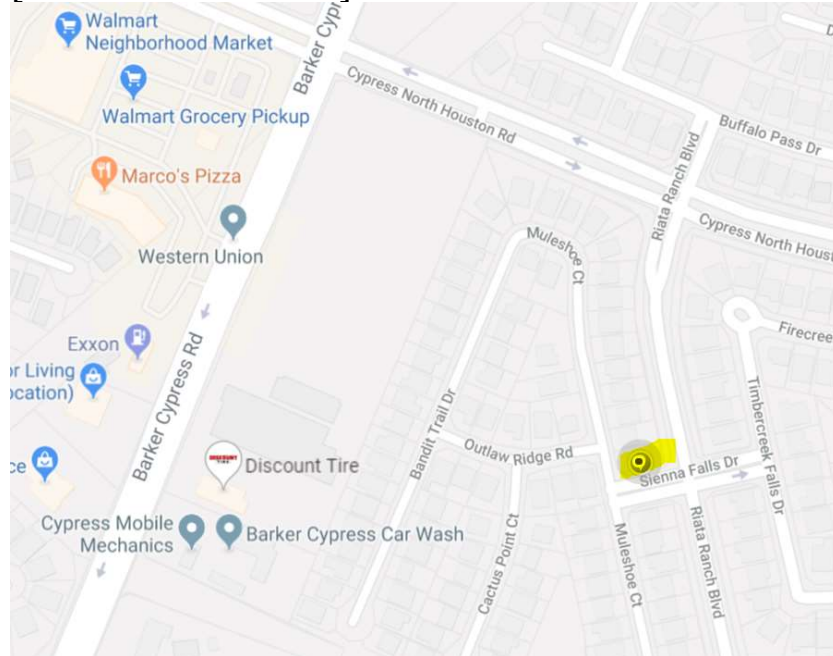 Walmart
Neighborhood Market
Walmart Grocery Pickup
Barker Cypr
Cypress North Houston Rd
Buffalo Pass Dr
Marco's Pizza
Riata Ranch Blvd
Western Union
Muleshoe Ct
Cypress North Houst
Exxon
Firecree
or Living
ocation)
Barker Cypress Rd
Bandit Trail Dr
Timbercreek Falls Dr
Outlaw Ridge Rd
ce
DISCOUNT
TIRE
Discount Tire
Sienna Falls Dr
Cypress Mobile
Mechanics
Barker Cypress Car Wash
Cactus Point Ct
Muleshoe Ct
Riata Ranch Blvd